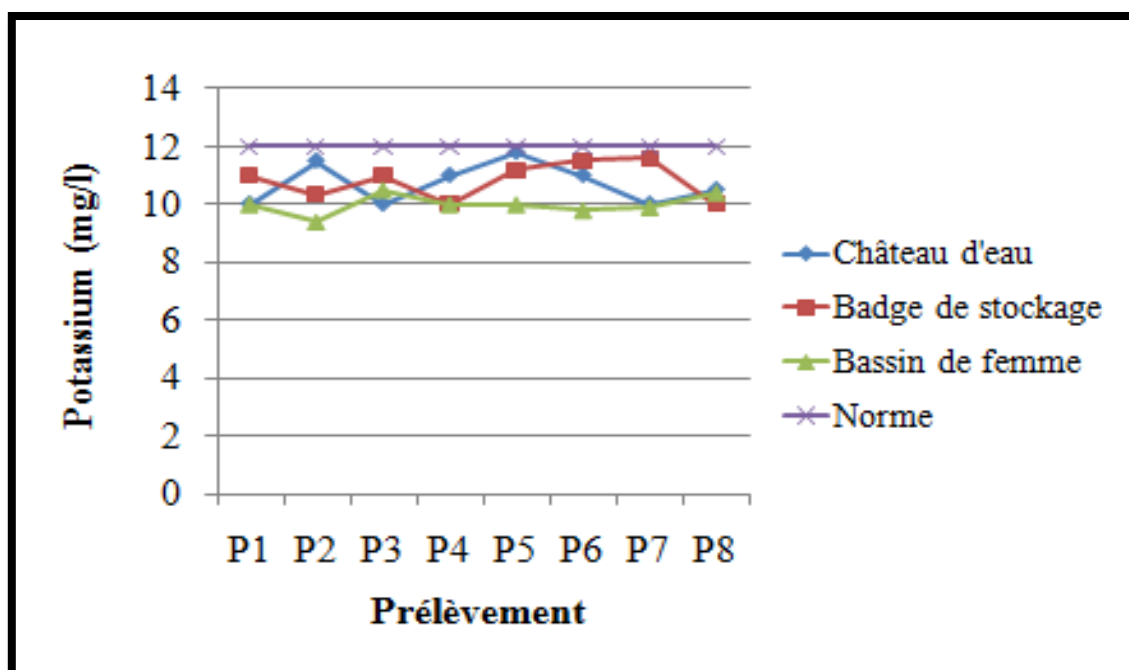 Potassium (mg/l)
14
12
10
8
6
4
2
0
P1 P2 P3 P4 P5 P6 P7 P8
Prélèvement
Château d'eau
Badge de stockage
Bassin de femme
Norme